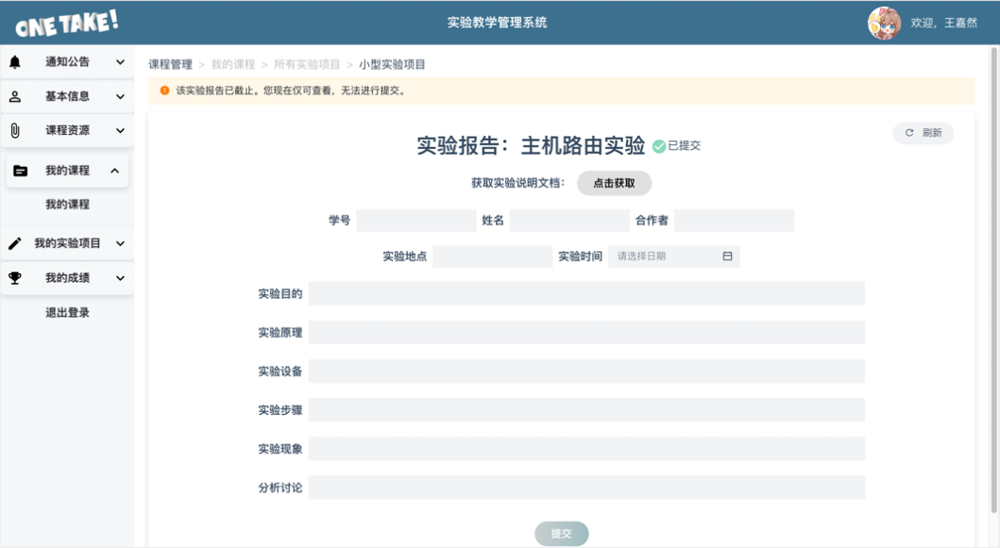 ONE TAKE!
实验教学管理系统
欢迎，王嘉然
通知公告
基本信息
课程资源
我的课程
我的课程
我的实验项目
我的成绩
退出登录
课程管理 > 我的课程 > 所有实验项目 > 小型实验项目
该实验报告已截止。您现在仅可查看，无法进行提交。
刷新
实验报告：主机路由实验 已提交
获取实验说明文档： 点击获取
学号 姓名 合作者
实验地点 实验时间 请选择日期
实验目的
实验原理
实验设备
实验步骤
实验现象
分析讨论
提交